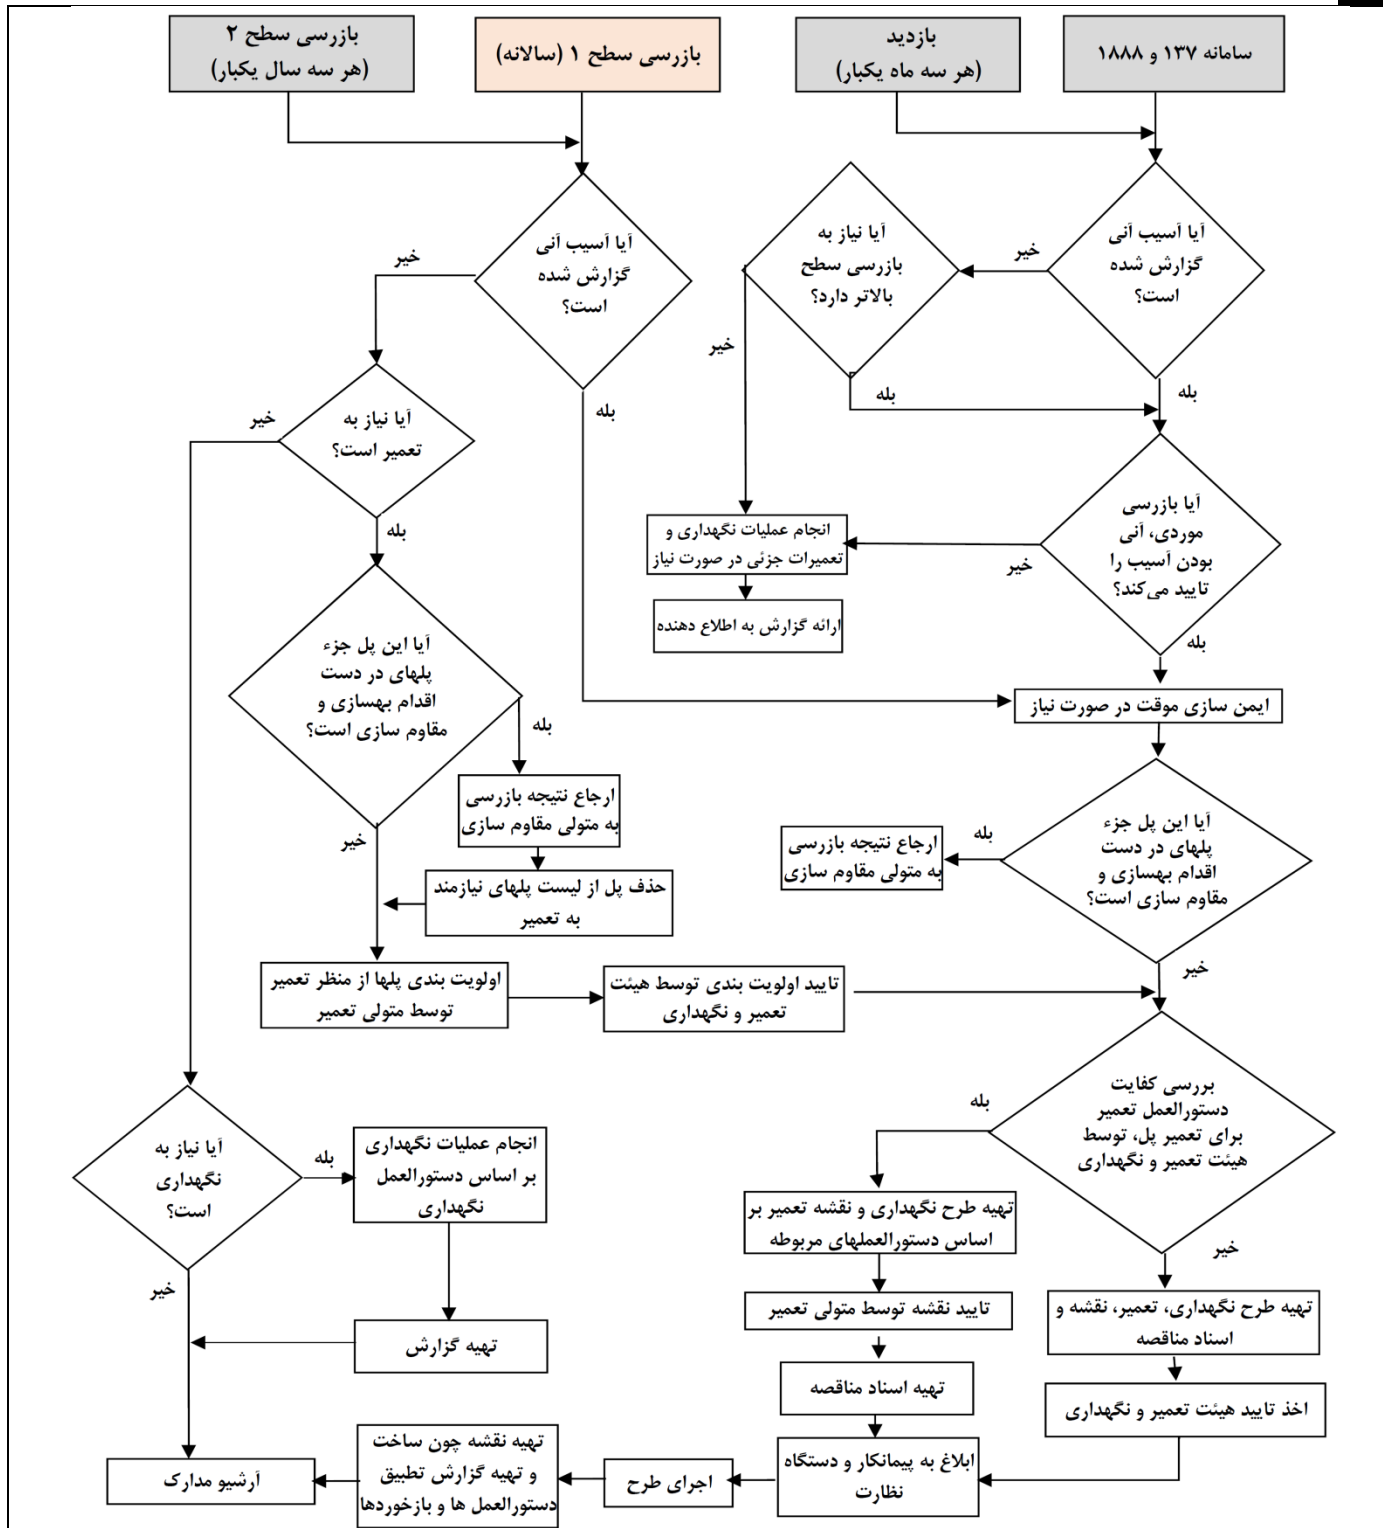 سامانه ۱۳۷ و ۱۸۸۸
بازدید
(هر سه ماه یکبار)
بازرسی سطح ۱ (سالانه)
بازرسی سطح ۲
(هر سه سال یکبار)
آیا آسیب آنی
گزارش شده
است؟
خیر
بله
آیا نیاز به
بازرسی سطح
بالاتر دارد؟
خیر
بله
آیا آسیب آنی
گزارش شده
است؟
خیر
بله
آیا نیاز به
تعمیر است؟
خیر
بله
آیا بازرسی
موردی، آنی
بودن آسیب را
تایید می‌کند؟
خیر
بله
انجام عملیات نگهداری و
تعمیرات جزئی در صورت نیاز
ارائه گزارش به اطلاع دهنده
آیا این پل جزء
پلهای در دست
اقدام بهسازی و
مقاوم سازی است؟
بله
خیر
ایمن سازی موقت در صورت نیاز
ارجاع نتیجه بازرسی
به متولی مقاوم سازی
حذف پل از لیست پلهای نیازمند
به تعمیر
آیا این پل جزء
پلهای در دست
اقدام بهسازی و
مقاوم سازی است؟
بله
خیر
ارجاع نتیجه بازرسی
به متولی مقاوم سازی
اولویت بندی پلها از منظر تعمیر
توسط متولی تعمیر
تایید اولویت بندی توسط هیئت
تعمیر و نگهداری
بررسی کفایت
دستورالعمل تعمیر
برای تعمیر پل، توسط
هیئت تعمیر و نگهداری
بله
خیر
آیا نیاز به
نگهداری
است؟
بله
خیر
انجام عملیات نگهداری
بر اساس دستورالعمل
نگهداری
تهیه گزارش
تهیه طرح نگهداری و نقشه تعمیر بر
اساس دستورالعملهای مربوطه
تایید نقشه توسط متولی تعمیر
تهیه اسناد مناقصه
تهیه طرح نگهداری، تعمیر، نقشه و
اسناد مناقصه
اخذ تایید هیئت تعمیر و نگهداری
ابلاغ به پیمانکار و دستگاه
نظارت
اجرای طرح
تهیه نقشه چون ساخت
و تهیه گزارش تطبیق
دستورالعمل ها و بازخوردها
آرشیو مدارک